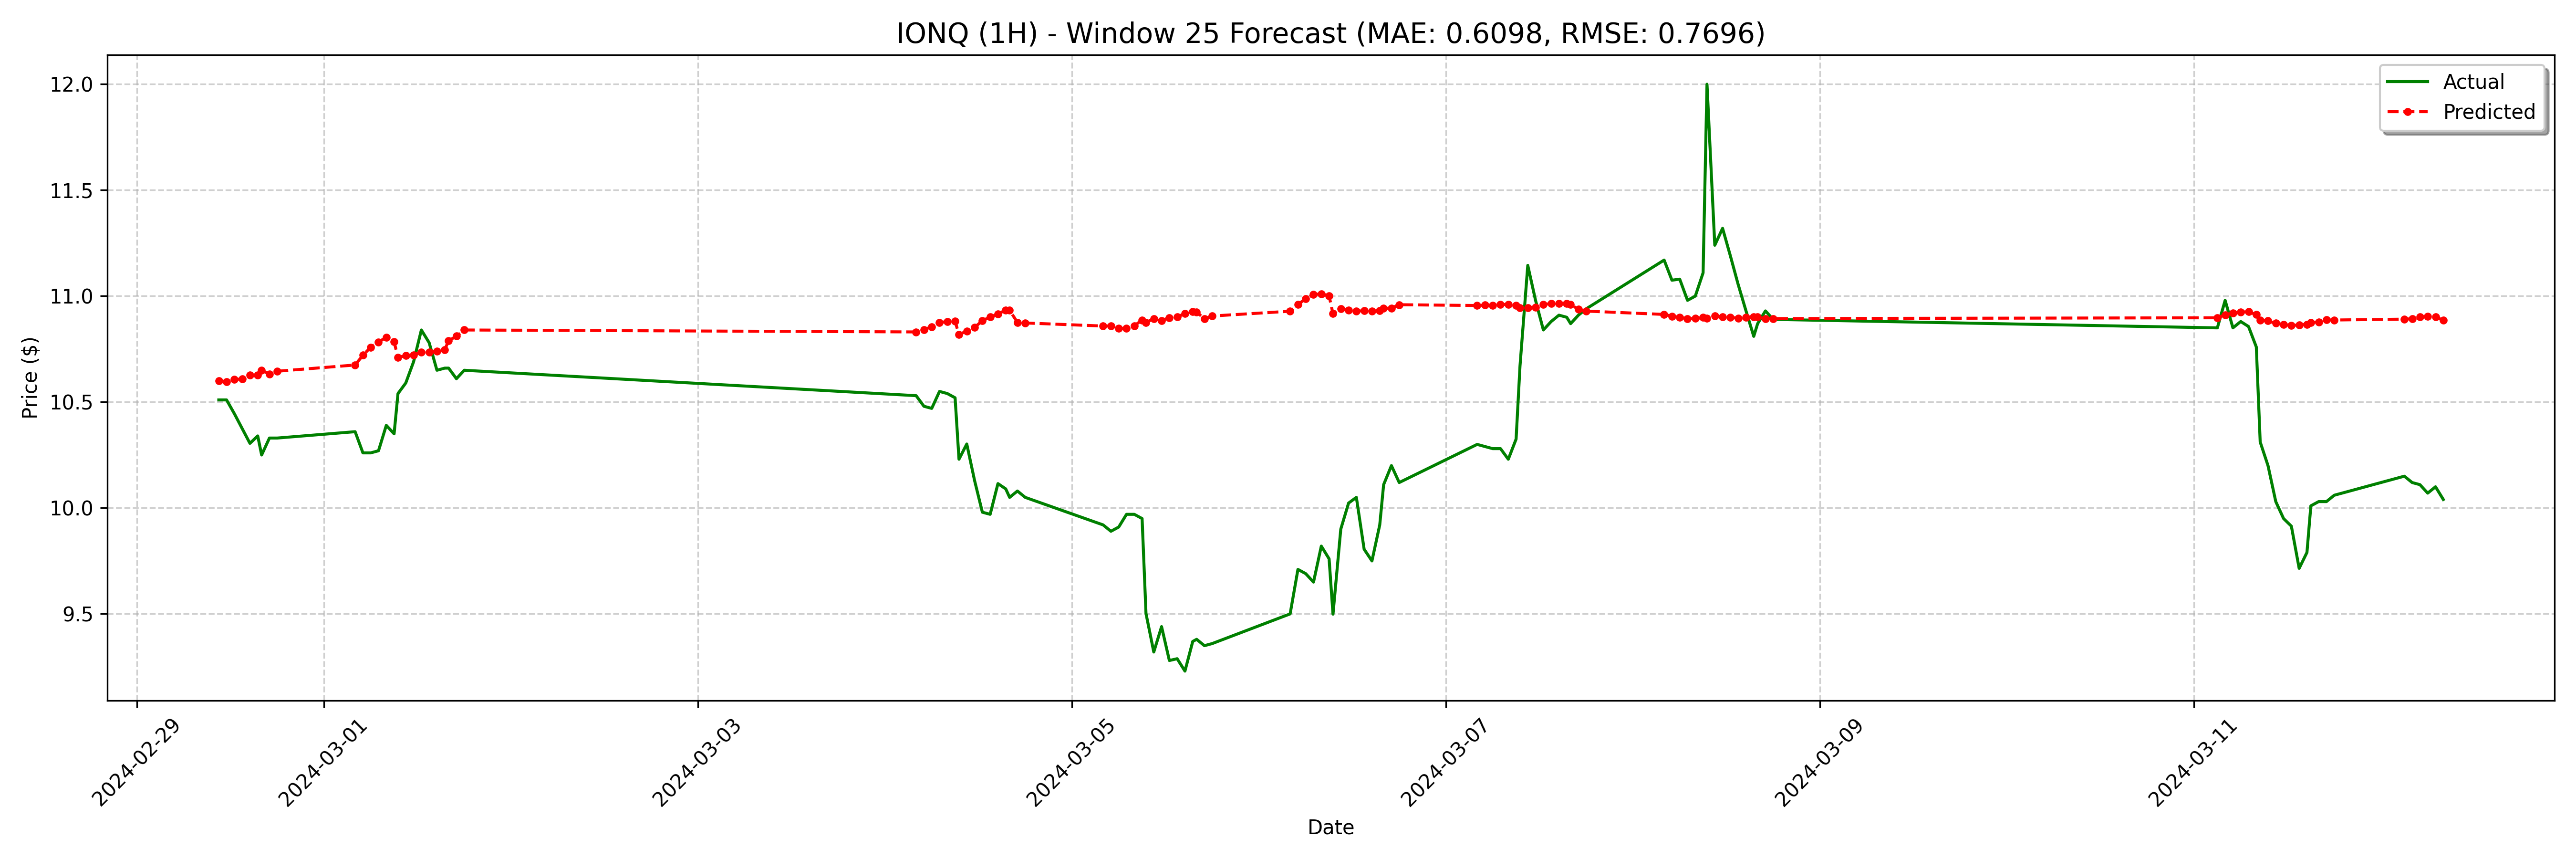 IONQ (1H) - Window 25 Forecast (MAE: 0.6098, RMSE: 0.7696)
Actual
Predicted
Price ($)
12.0
11.5
11.0
10.5
10.0
9.5
2024-02-29
2024-03-01
2024-03-03
2024-03-05
2024-03-07
2024-03-09
2024-03-11
Date